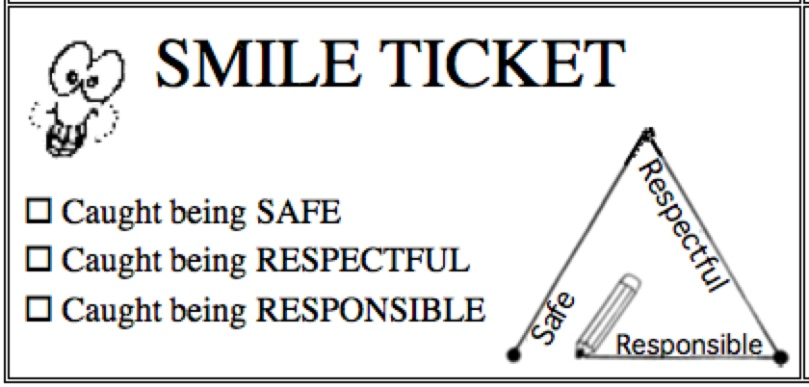 SMILE TICKET
☐ Caught being SAFE
☐ Caught being RESPECTFUL
☐ Caught being RESPONSIBLE
Respectful
Safe
Responsible